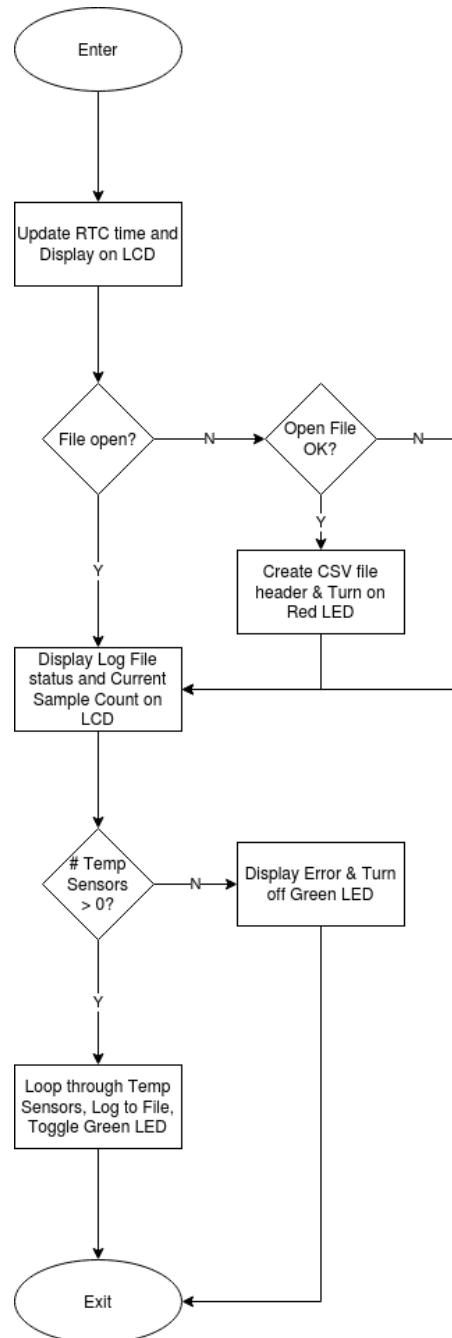 Enter
Update RTC time and
Display on LCD
File open?
N
Open File
OK?
N
Y
Y
Create CSV file
header & Turn on
Red LED
Display Log File
status and Current
Sample Count on
LCD
# Temp
Sensors
> 0?
N
Display Error & Turn
off Green LED
Y
Loop through Temp
Sensors, Log to File,
Toggle Green LED
Exit